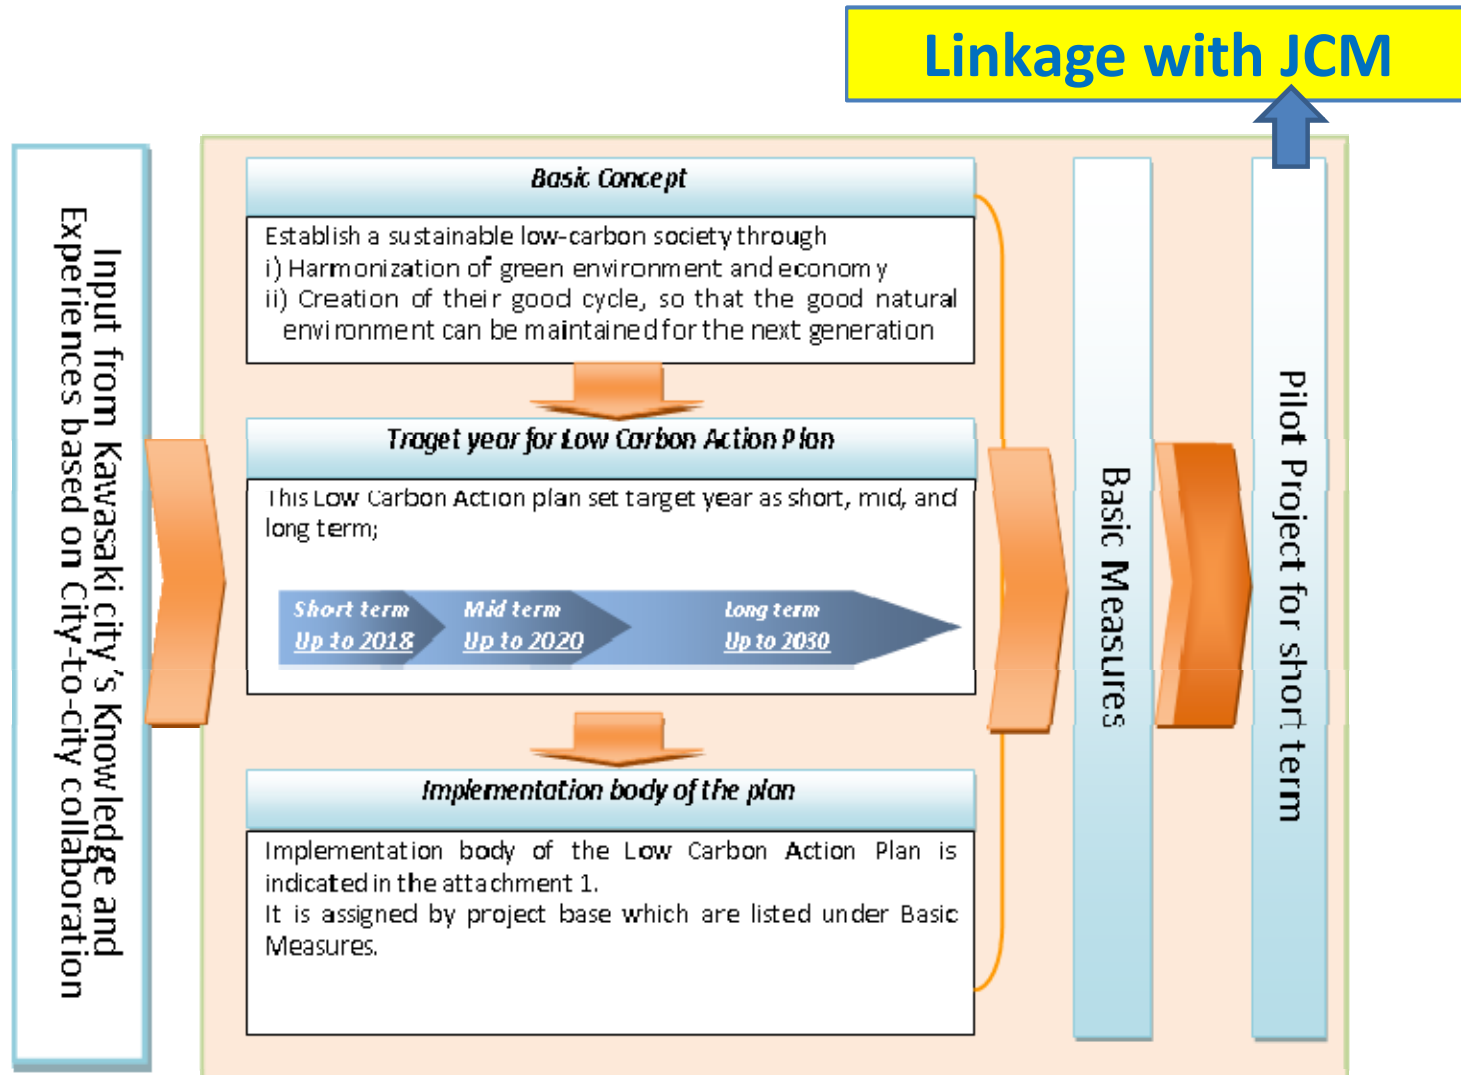 Linkage with JCM
Input from Kawasaki city's Knowledge and
Experiences based on City-to-city collaboration
Basic Concept
Establish a sustainable low-carbon society through
i) Harmonization of green environment and economy
ii) Creation of their good cycle, so that the good natural
environment can be maintained for the next generation
Traget year for Low Carbon Action Plan
This Low Carbon Action plan set target year as short, mid, and
long term;
Short term
Up to 2018
Mid term
Up to 2020
Long term
Up to 2030
Implementation body of the plan
Implementation body of the Low Carbon Action Plan is
indicated in the attachment 1.
It is assigned by project base which are listed under Basic
Measures.
Basic Measures
Pilot Project for short term